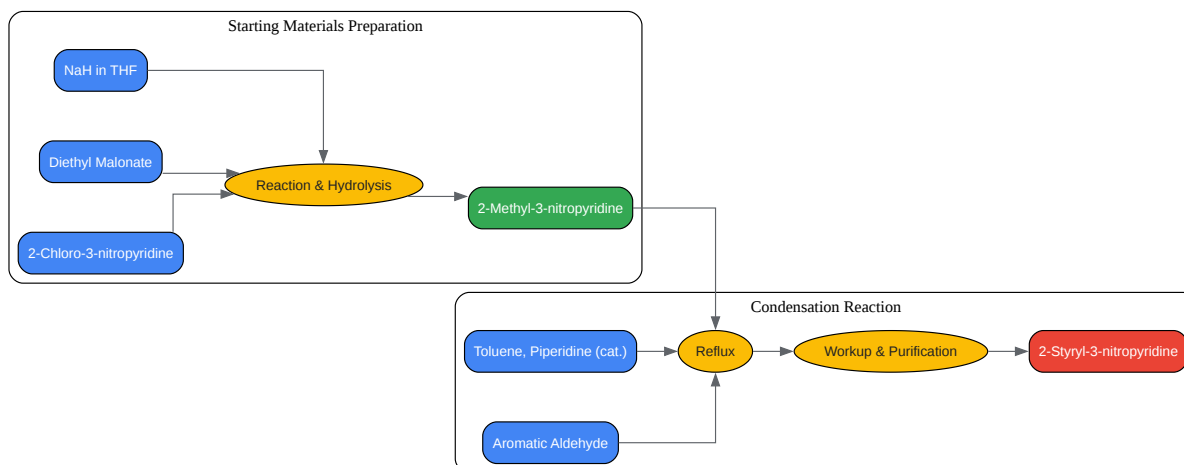 Starting Materials Preparation
NaH in THF
Diethyl Malonate
Reaction & Hydrolysis
2-Chloro-3-nitropyridine
2-Methyl-3-nitropyridine
Condensation Reaction
Toluene, Piperidine (cat.)
Reflux
Workup & Purification
2-Styryl-3-nitropyridine
Aromatic Aldehyde